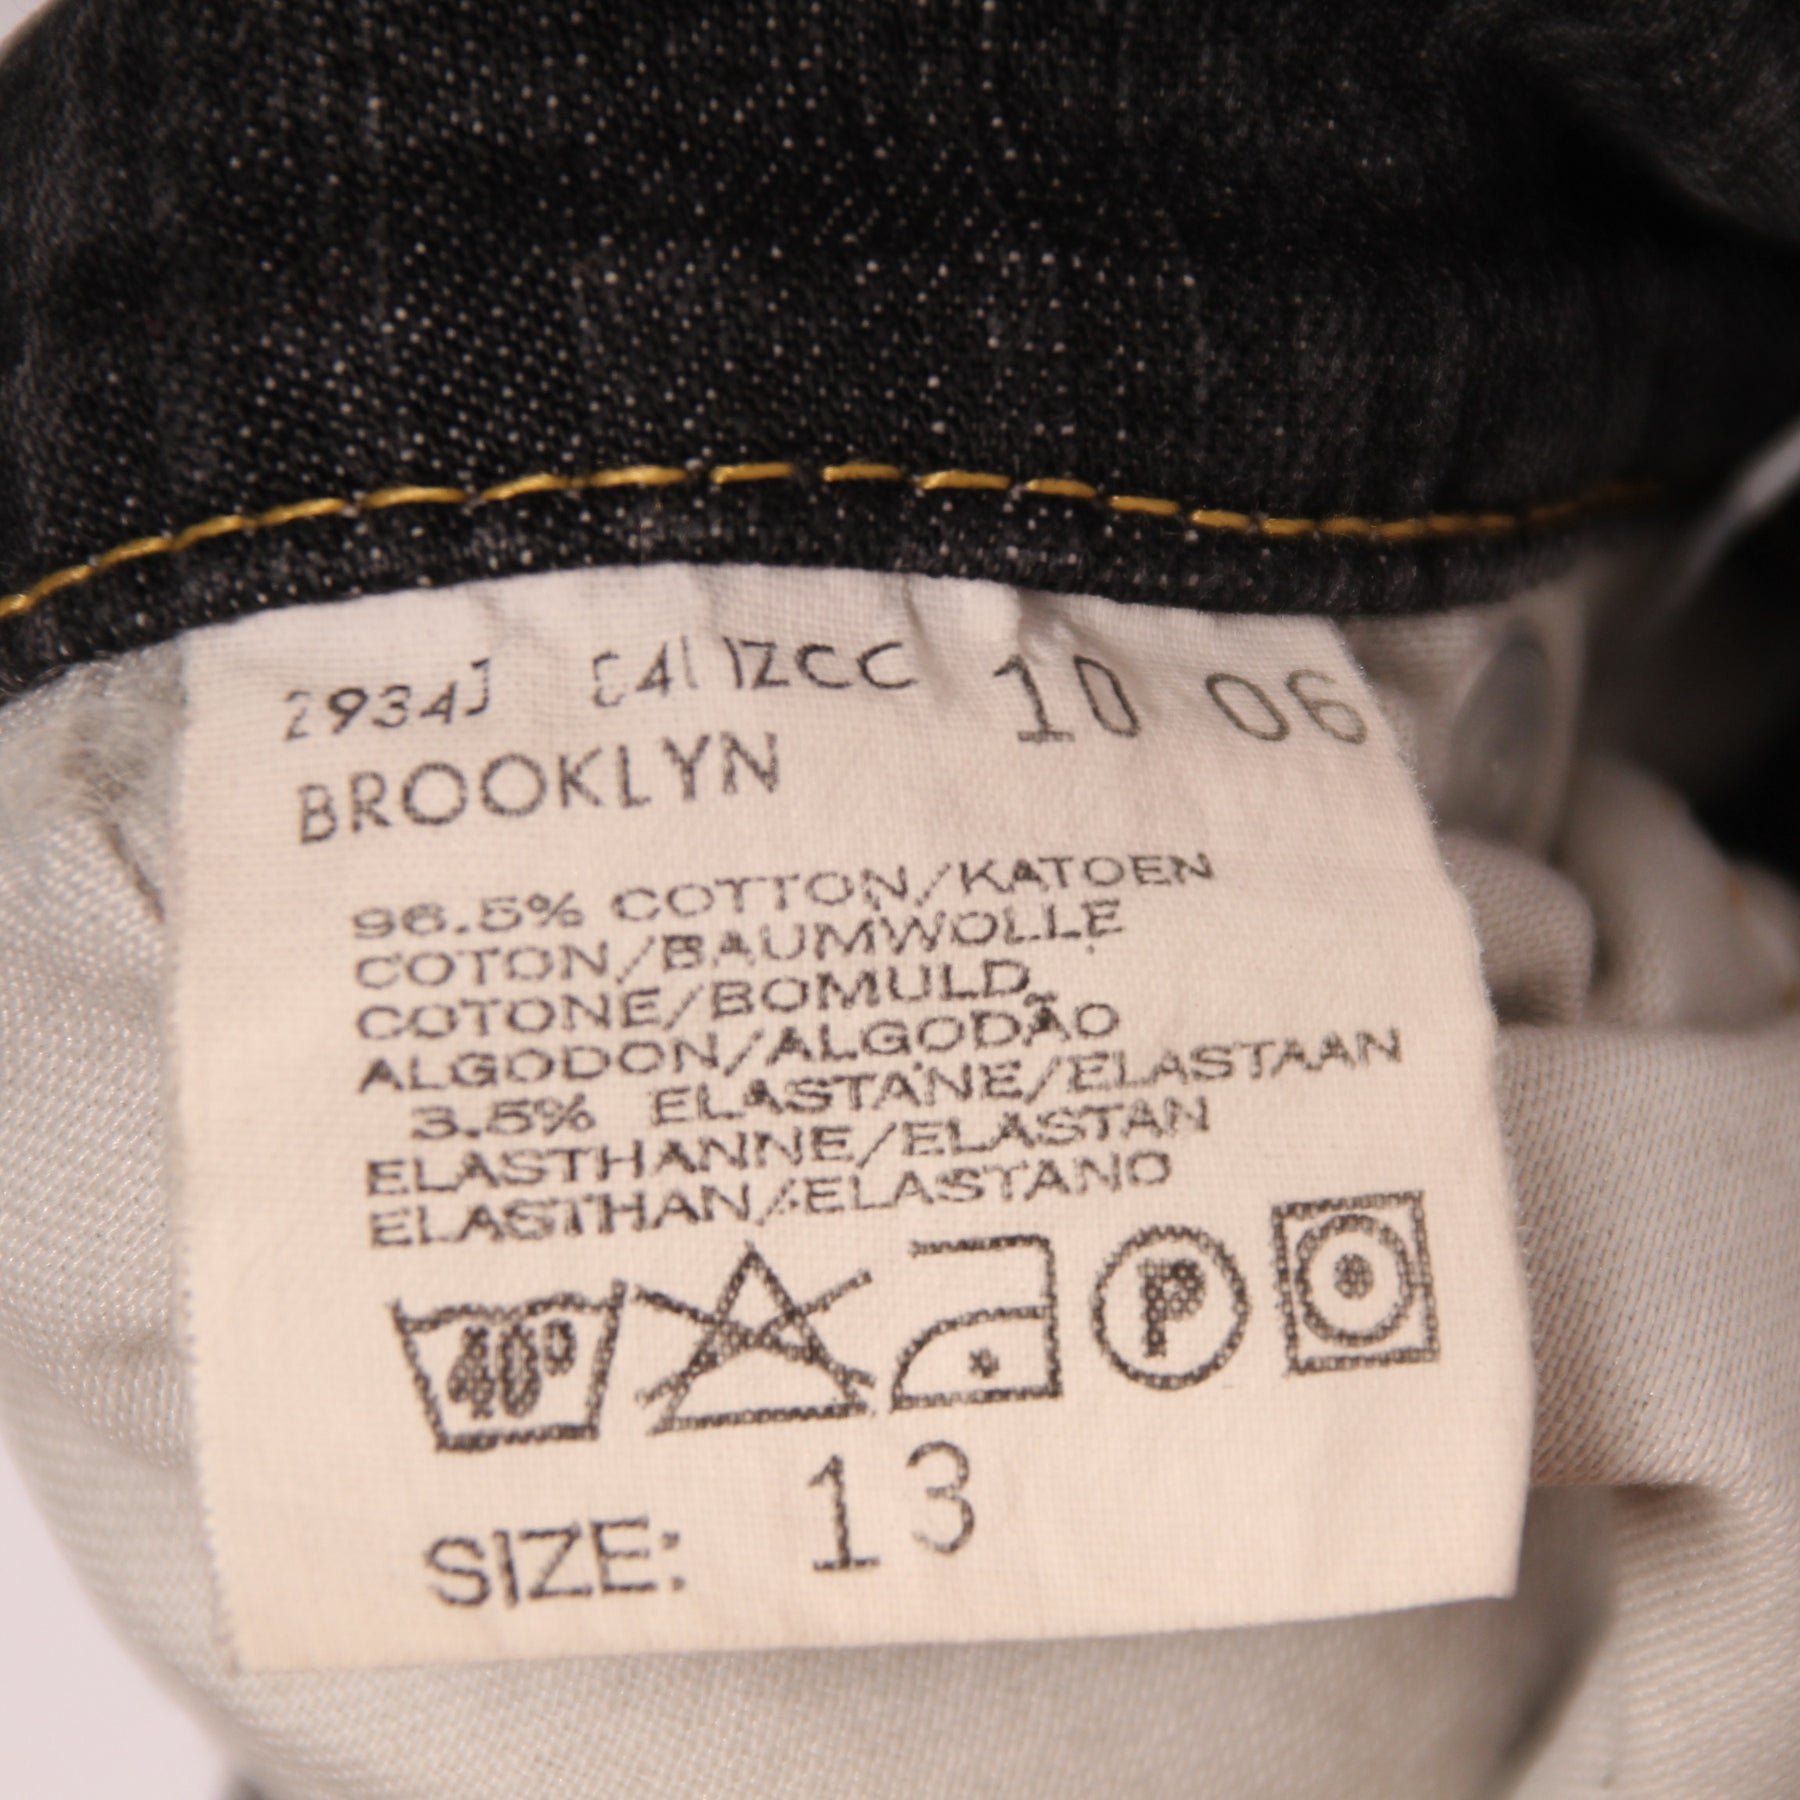 2934J 10 06
BROOKLYN
96.5% COTTON/KATOEN
COTON/BAUMWOLLE
COTONE/BOMULD
ALGODON/ALGODÃO
3.5% ELASTANE/ELASTAAN
ELASTHANNE/ELASTAN
ELASTHAN/ELASTANO
40° P
SIZE: 13